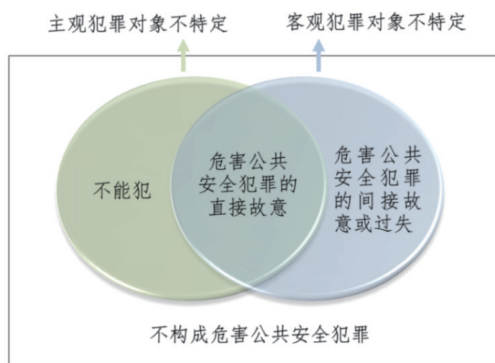 主观犯罪对象不特定
客观犯罪对象不特定
不能犯
危害公共
安全犯罪的
直接故意
危害公共
安全犯罪
的间接故
意或过失
不构成危害公共安全犯罪